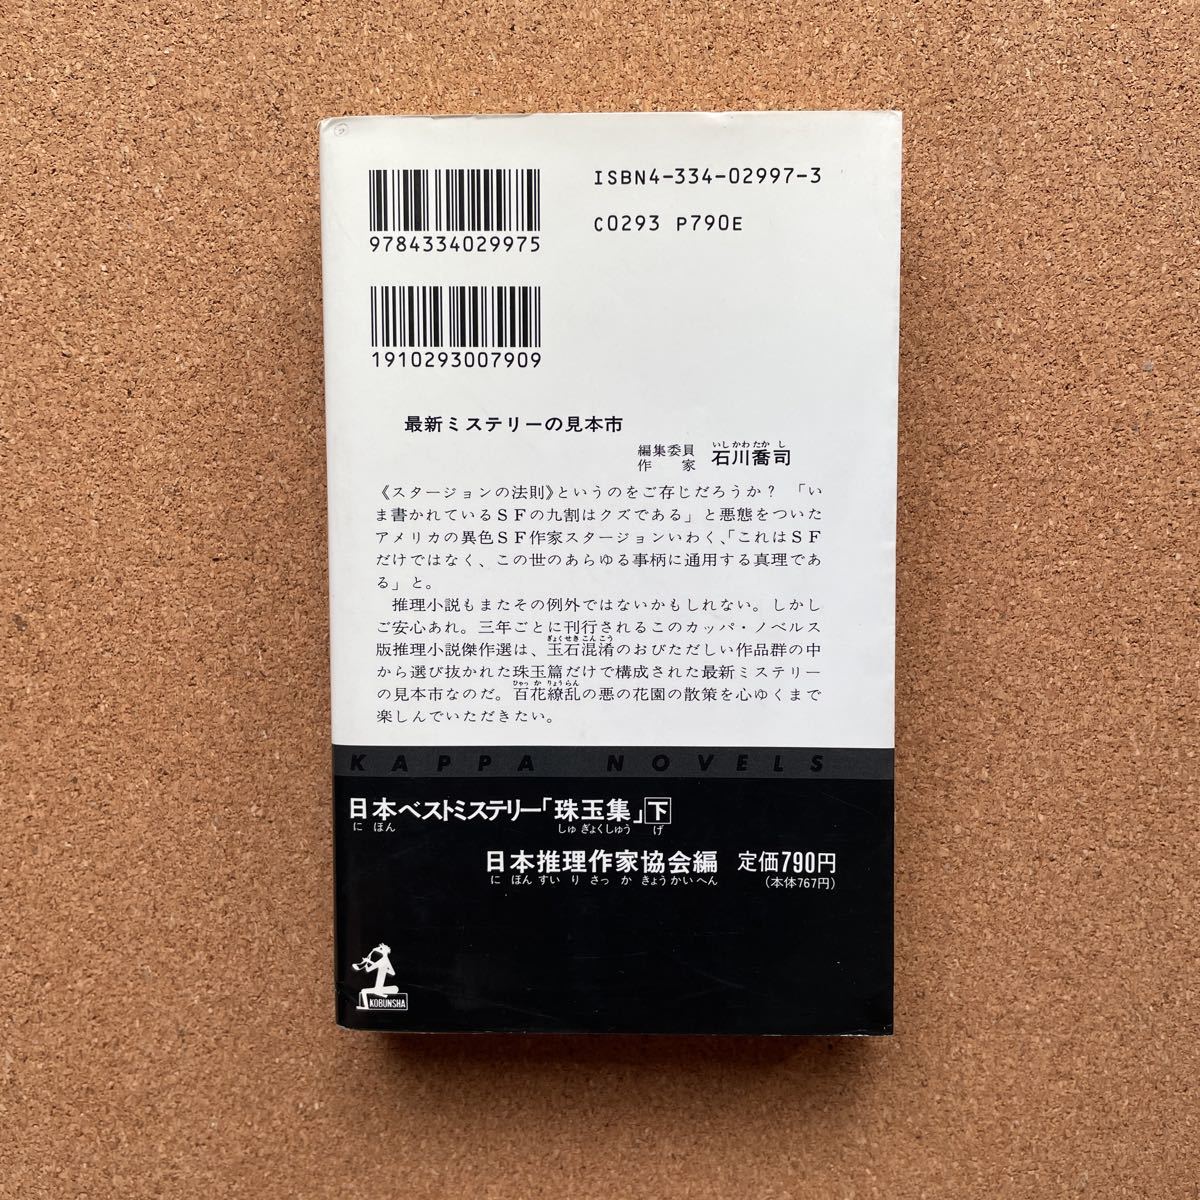 ISBN4-334-02997-3
C0293 P790E
9784334029975
1910293007909
最新ミステリーの見本市
編集委員
作家
いしかわたかし
石川喬司
《スタージョンの法則》というのをご存じだろうか? 「い
ま書かれているSFの九割はクズである」と悪態をついた
アメリカの異色SF作家スタージョンいわく、「これはSF
だけではなく、この世のあらゆる事柄に通用する真理であ
る」と。
推理小説もまたその例外ではないかもしれない。しかし
ご安心あれ。三年ごとに刊行されるこのカッパ・ノベルス
ぎょくせきこんこう
版推理小説傑作選は、玉石混淆のおびただしい作品群の中
から選び抜かれた珠玉篇だけで構成された最新ミステリー
ひゃっかりょうらん
の見本市なのだ。百花繚乱の悪の花園の散策を心ゆくまで
楽しんでいただきたい。
KAPPA NOVELS
日本ベストミステリー「珠玉集」下
にほん しゅぎょくしゅう げ
日本推理作家協会編 定価790円
にほんすいりさっかきょうかいへん (本体767円)
KOBUNSHA